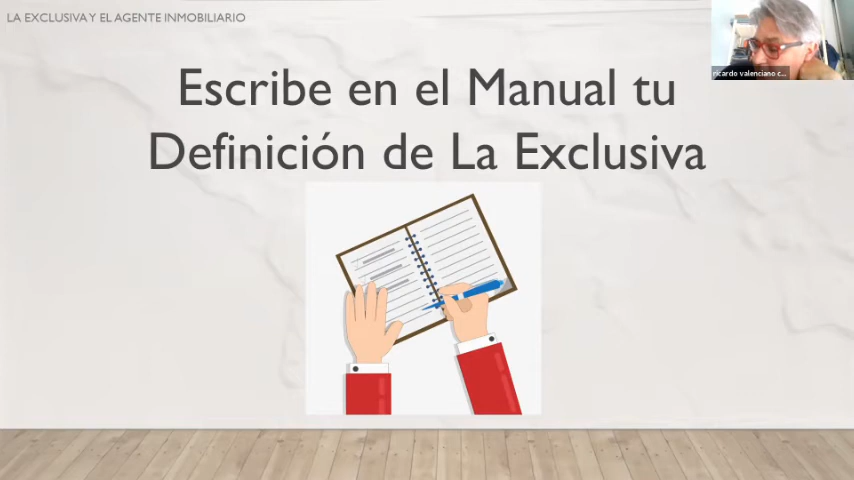 LA EXCLUSIVA Y EL AGENTE INMOBILIARIO
ricardo valenciano c...
Escribe en el Manual tu
Definición de La Exclusiva